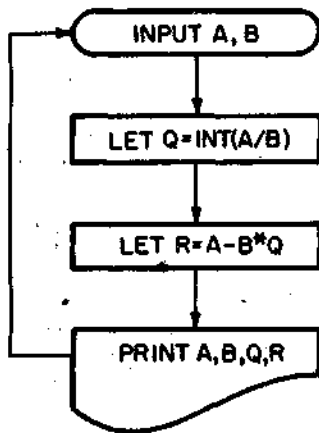 INPUT A, B
LET Q=INT(A/B)
LET R=A-B*Q
PRINT A,B,Q,R